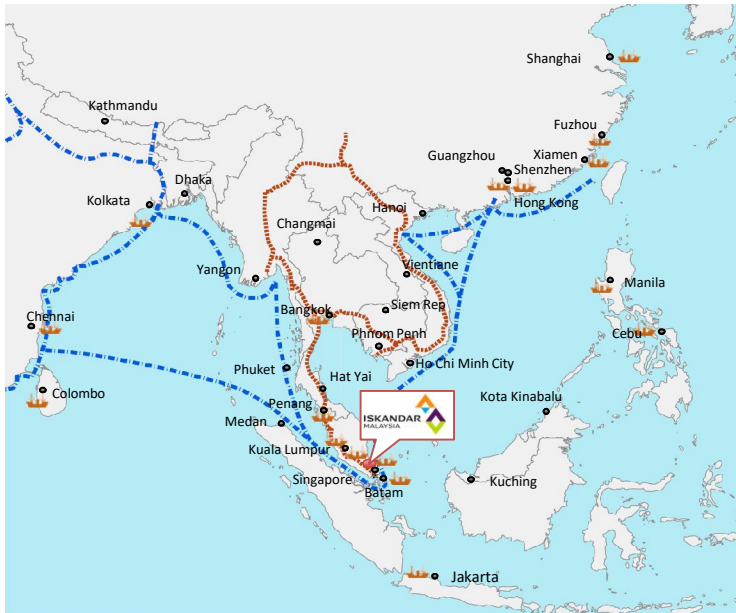 Shanghai
Kathmandu
Fuzhou
Xiamen
Guangzhou
Shenzhen
Dhaka
Kolkata
Hong Kong
Hanoi
Changmai
Vientiane
Yangon
Manila
Siem Rep
Bangkok
Chennai
Phnom Penh
Cebu
Ho Chi Minh City
Phuket
Hat Yai
Colombo
Kota Kinabalu
Penang
ISKANDAR
MALAYSIA
Medan
Kuala Lumpur
Singapore
Kuching
Batam
Jakarta